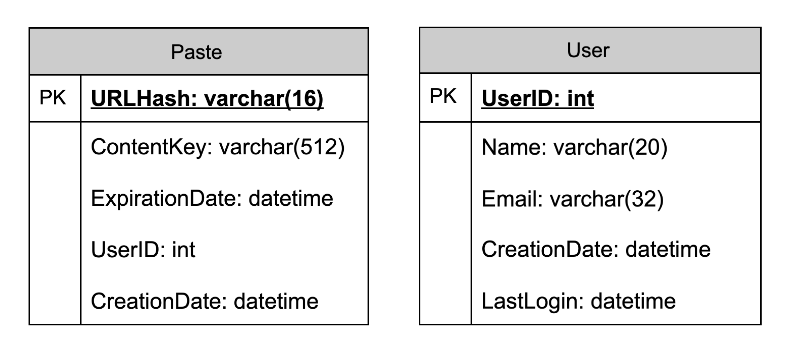 Paste
PK URLHash: varchar(16)
ContentKey: varchar(512)
ExpirationDate: datetime
UserID: int
CreationDate: datetime
User
PK UserID: int
Name: varchar(20)
Email: varchar(32)
CreationDate: datetime
LastLogin: datetime